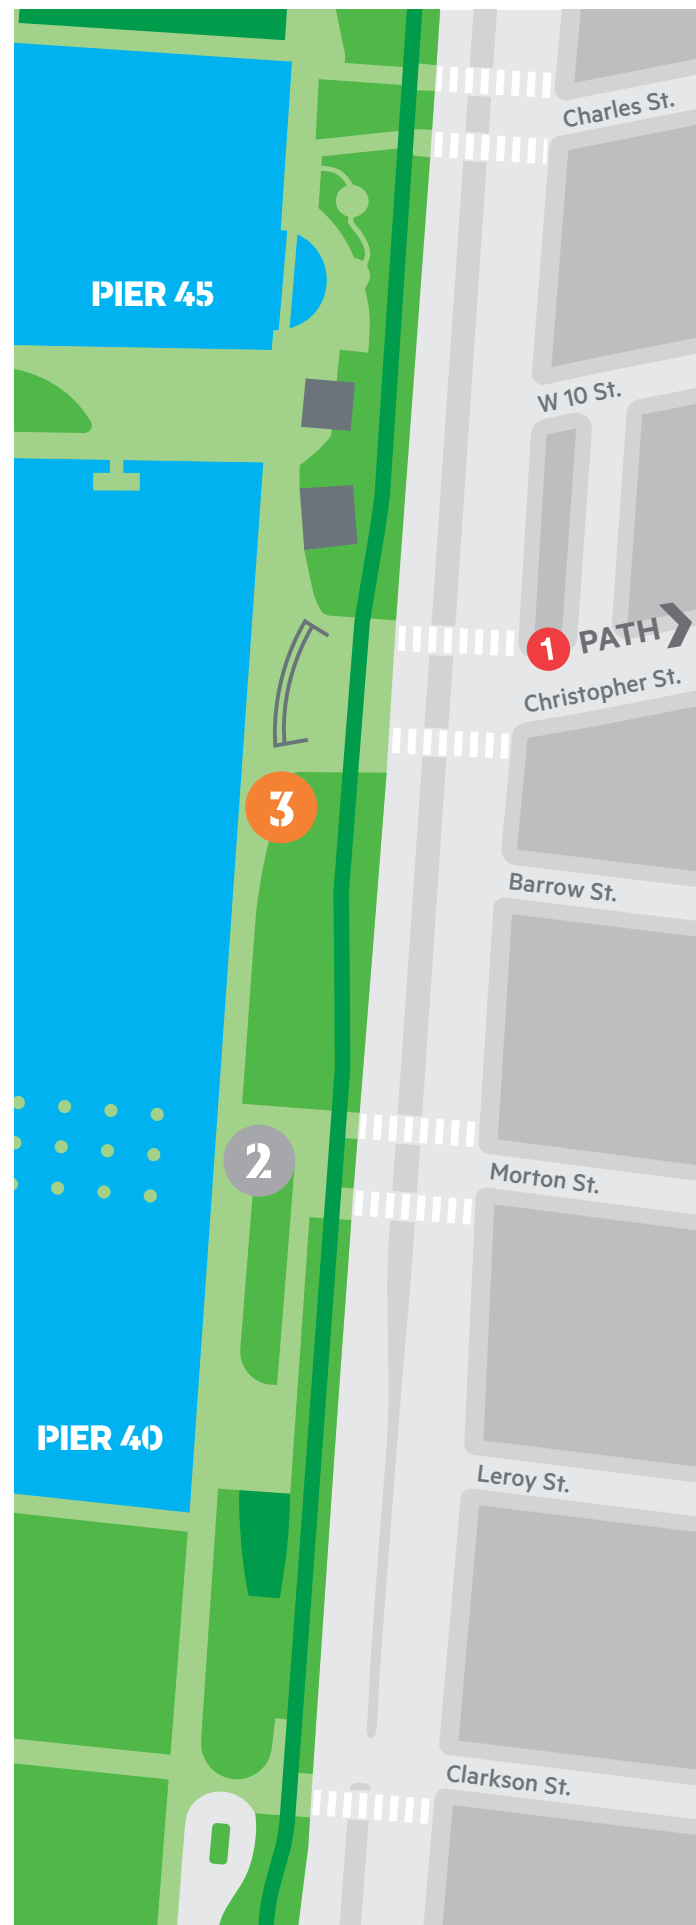 Charles St.
PIER 45
W 10 St.
1 PATH
Christopher St.
3
Barrow St.
2
Morton St.
PIER 40
Leroy St.
Clarkson St.